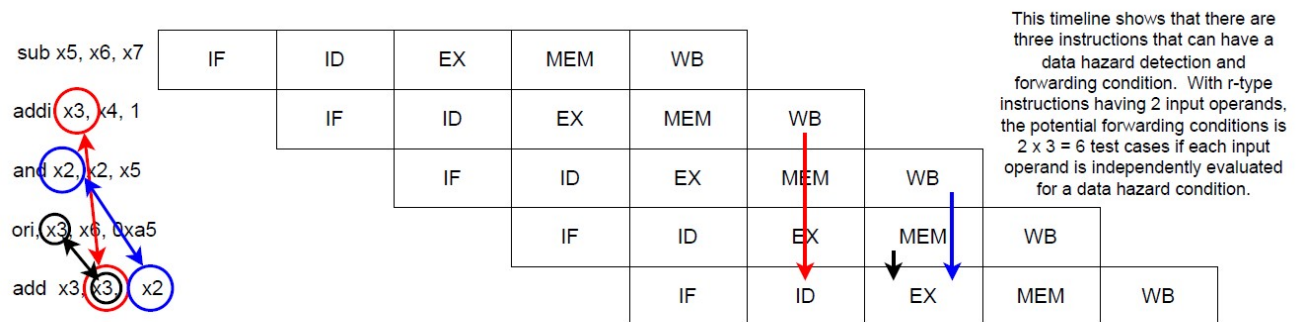 This timeline shows that there are
three instructions that can have a
data hazard detection and
forwarding condition. With r-type
instructions having 2 input operands,
the potential forwarding conditions is
2 x 3 = 6 test cases if each input
operand is independently evaluated
for a data hazard condition.
sub x5, x6, x7 IF ID EX MEM WB
addi x3, x4, 1 IF ID EX MEM WB
and x2, x2, x5 IF ID EX MEM WB
ori, x3, x6, 0xa5 IF ID EX MEM WB
add x3, x3, x2 IF ID EX MEM WB